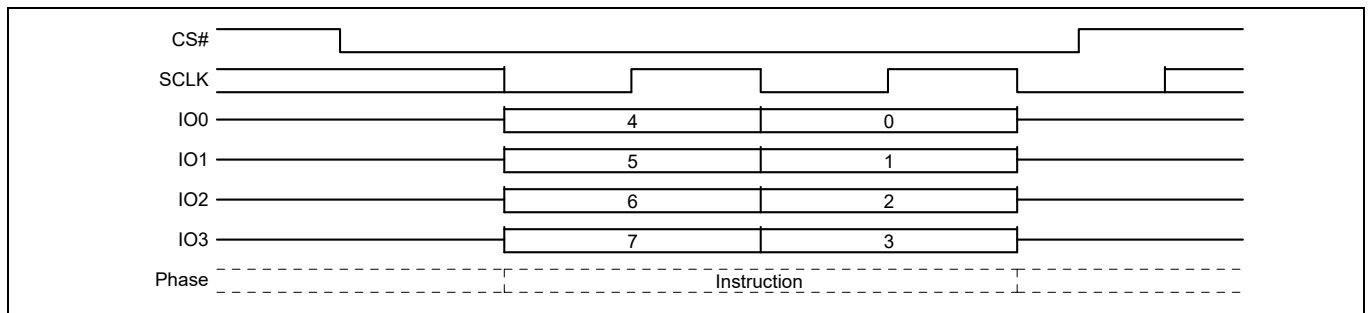 CS#
SCLK
IO0 4 0
IO1 5 1
IO2 6 2
IO3 7 3
Phase Instruction